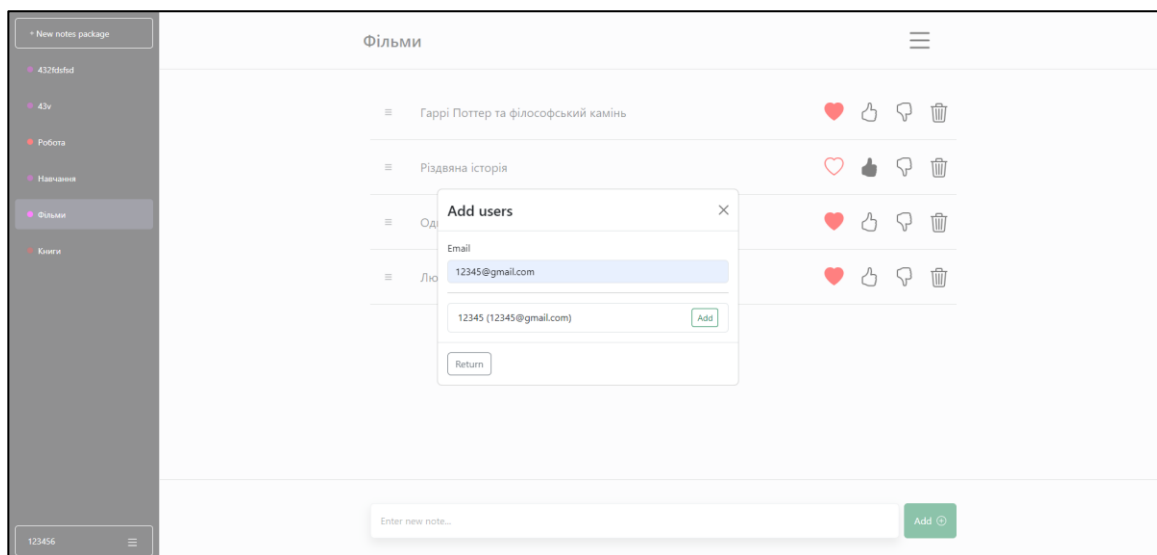 + New notes package
432fdsfsd
43v
Робота
Навчання
Фільми
Книги
123456
Фільми
Гаррі Поттер та філософський камінь
Різдвяна історія
Add users
Email
12345@gmail.com
12345 (12345@gmail.com)
Add
Return
Enter new note...
Add